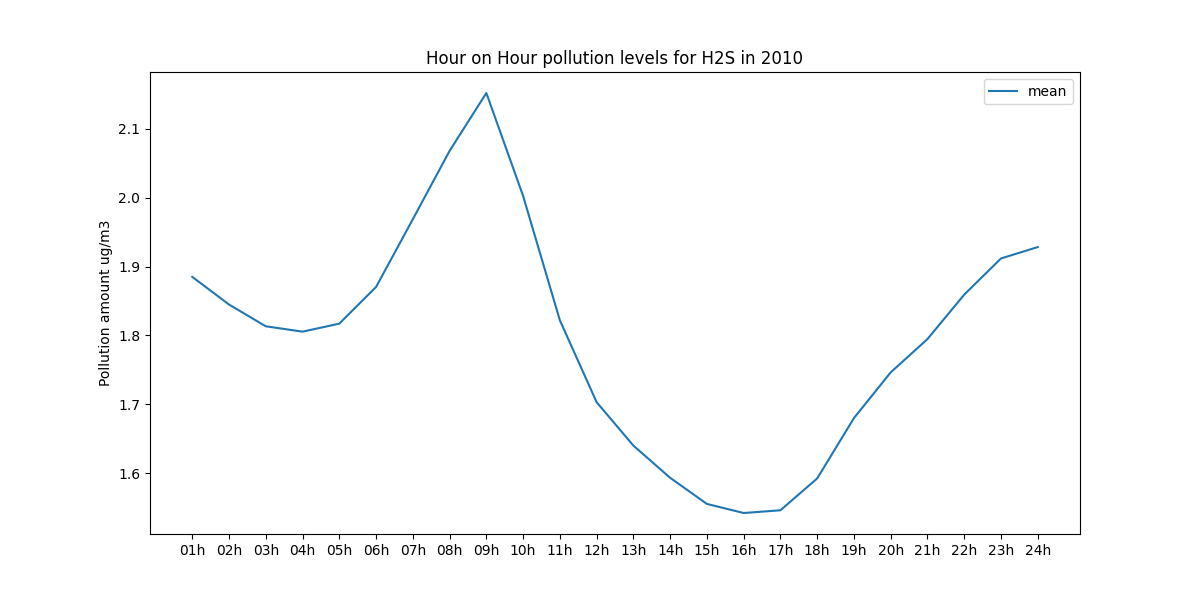 Hour on Hour pollution levels for H2S in 2010
mean
Pollution amount ug/m3
2.1
2.0
1.9
1.8
1.7
1.6
01h 02h 03h 04h 05h 06h 07h 08h 09h 10h 11h 12h 13h 14h 15h 16h 17h 18h 19h 20h 21h 22h 23h 24h